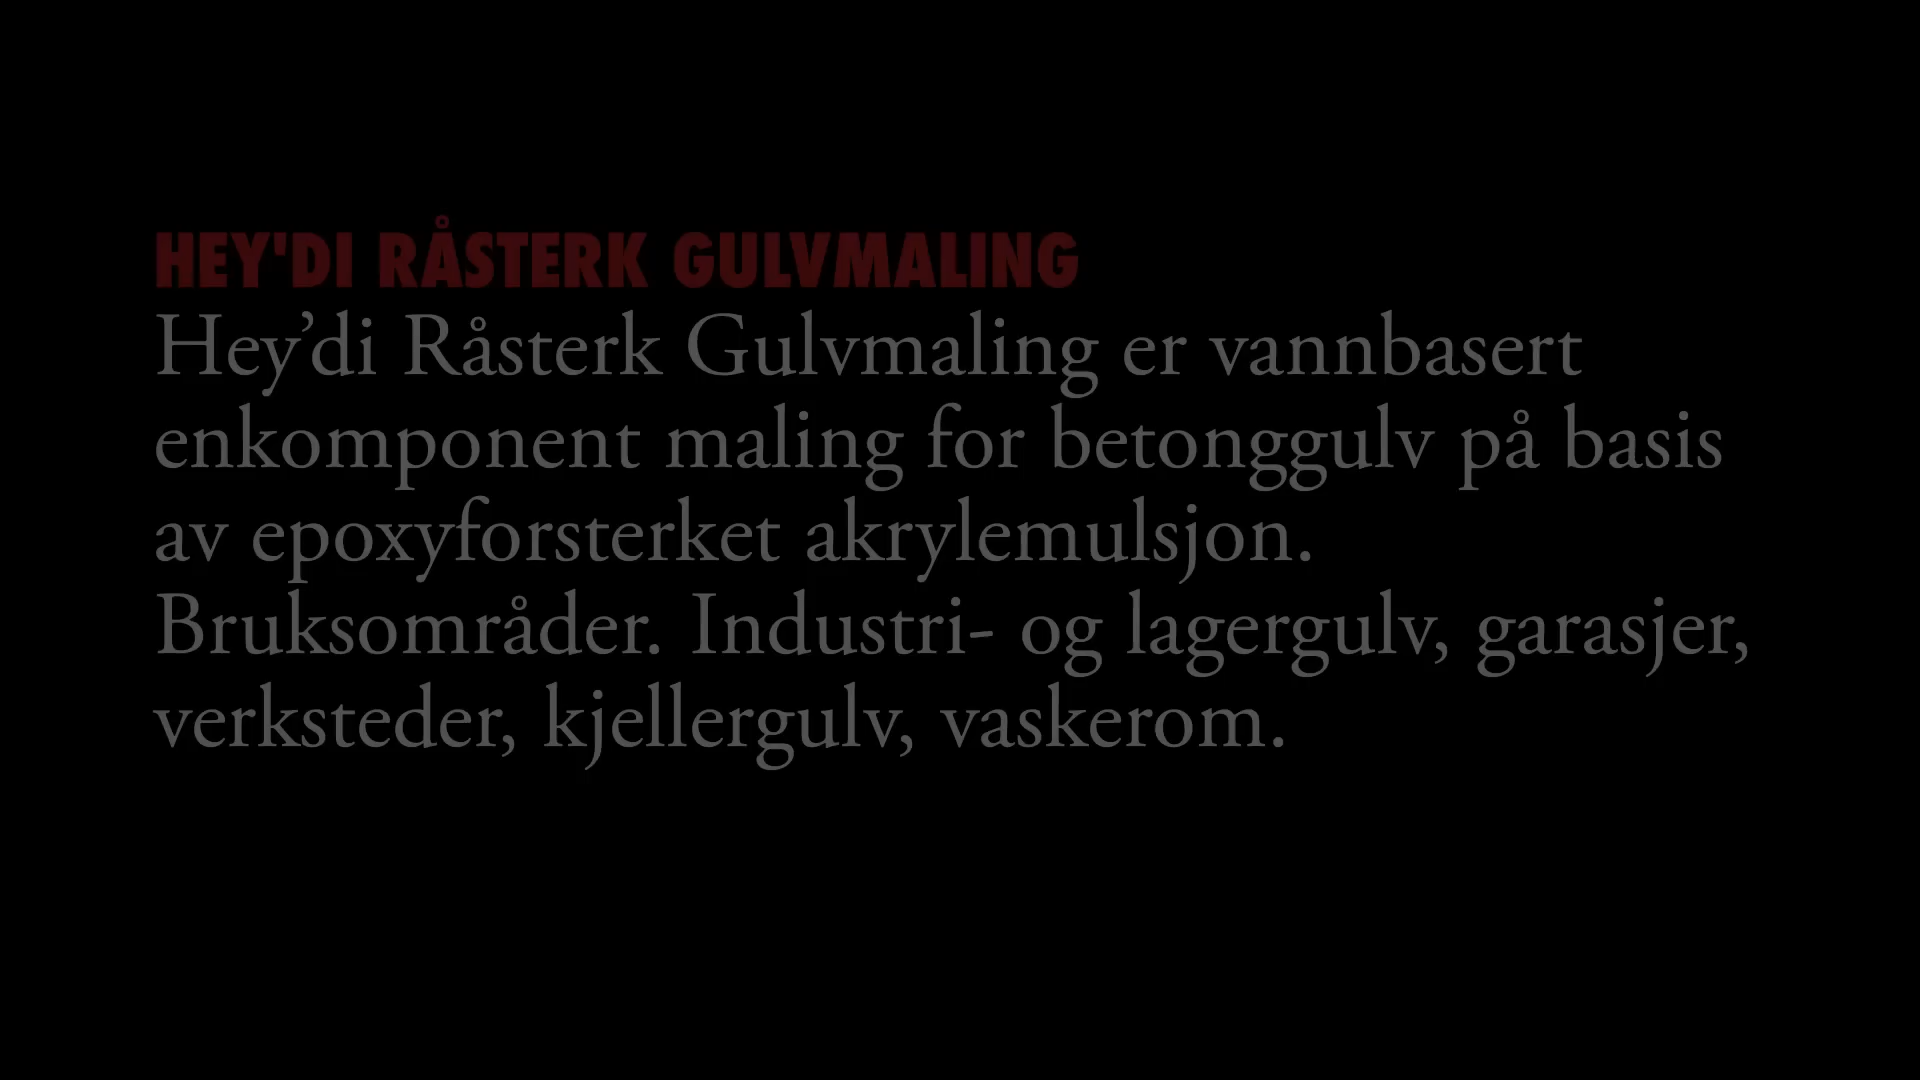 HEY'DI RÅSTERK GULVMALING
Hey’di Råsterk Gulvmaling er vannbasert
enkomponent maling for betonggulv på basis
av epoxyforsterket akrylemulsjon.
Bruksområder. Industri- og lagergulv, garasjer,
verksteder, kjellergulv, vaskerom.